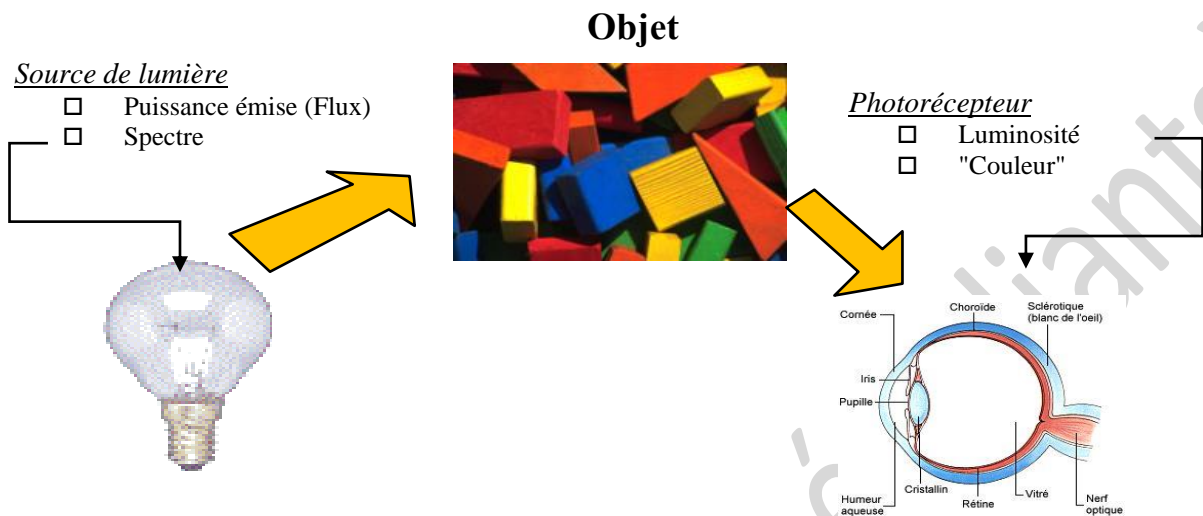 Objet
Source de lumière
Puissance émise (Flux)
Spectre
Photorécepteur
Luminosité
"Couleur"
Cornée
Choroïde
Sclérotique
(blanc de l'oeil)
Iris
Pupille
Humeur
aqueuse
Cristallin
Rétine
Vitré
Nerf
optique